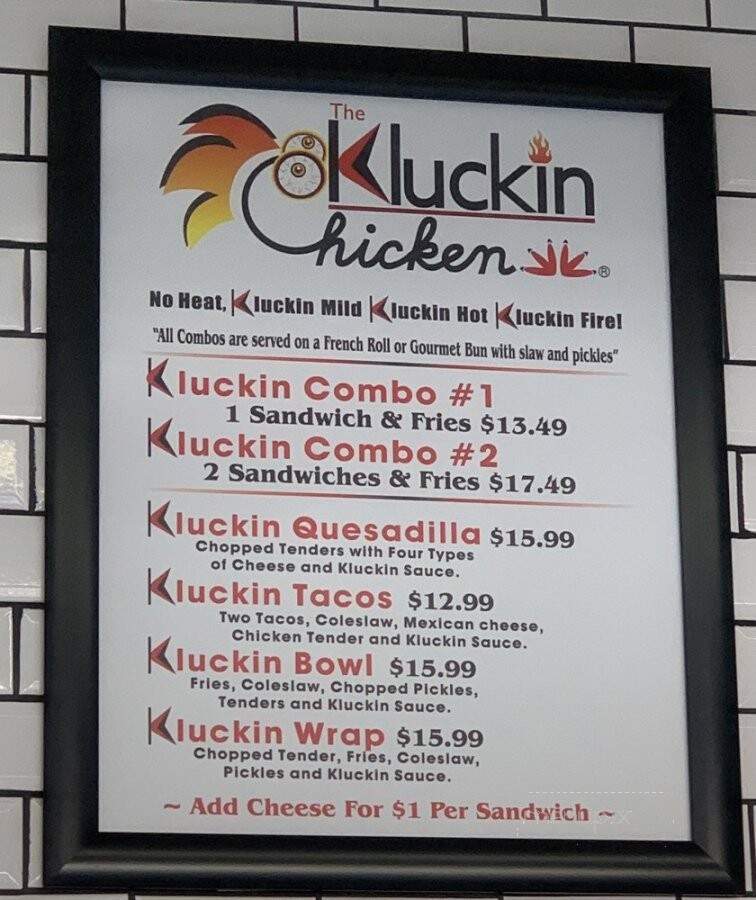 The
Kluckin
Chicken ®
No Heat, Kluckin Mild Kluckin Hot Kluckin Fire!
"All Combos are served on a French Roll or Gourmet Bun with slaw and pickles"
Kluckin Combo #1
1 Sandwich & Fries $13.49
Kluckin Combo #2
2 Sandwiches & Fries $17.49
Kluckin Quesadilla $15.99
Chopped Tenders with Four Types
of Cheese and Kluckin Sauce.
Kluckin Tacos $12.99
Two Tacos, Coleslaw, Mexican cheese,
Chicken Tender and Kluckin Sauce.
Kluckin Bowl $15.99
Fries, Coleslaw, Chopped Pickles,
Tenders and Kluckin Sauce.
Kluckin Wrap $15.99
Chopped Tender, Fries, Coleslaw,
Pickles and Kluckin Sauce.
~ Add Cheese For $1 Per Sandwich ~